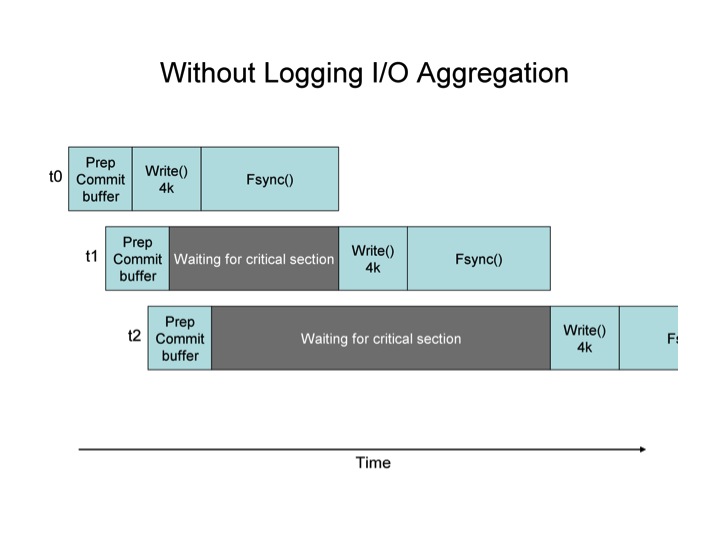 Without Logging I/O Aggregation
t0
Prep
Commit
buffer
Write()
4k
Fsync()
t1
Prep
Commit
buffer
Waiting for critical section
Write()
4k
Fsync()
t2
Prep
Commit
buffer
Waiting for critical section
Write()
4k
Time